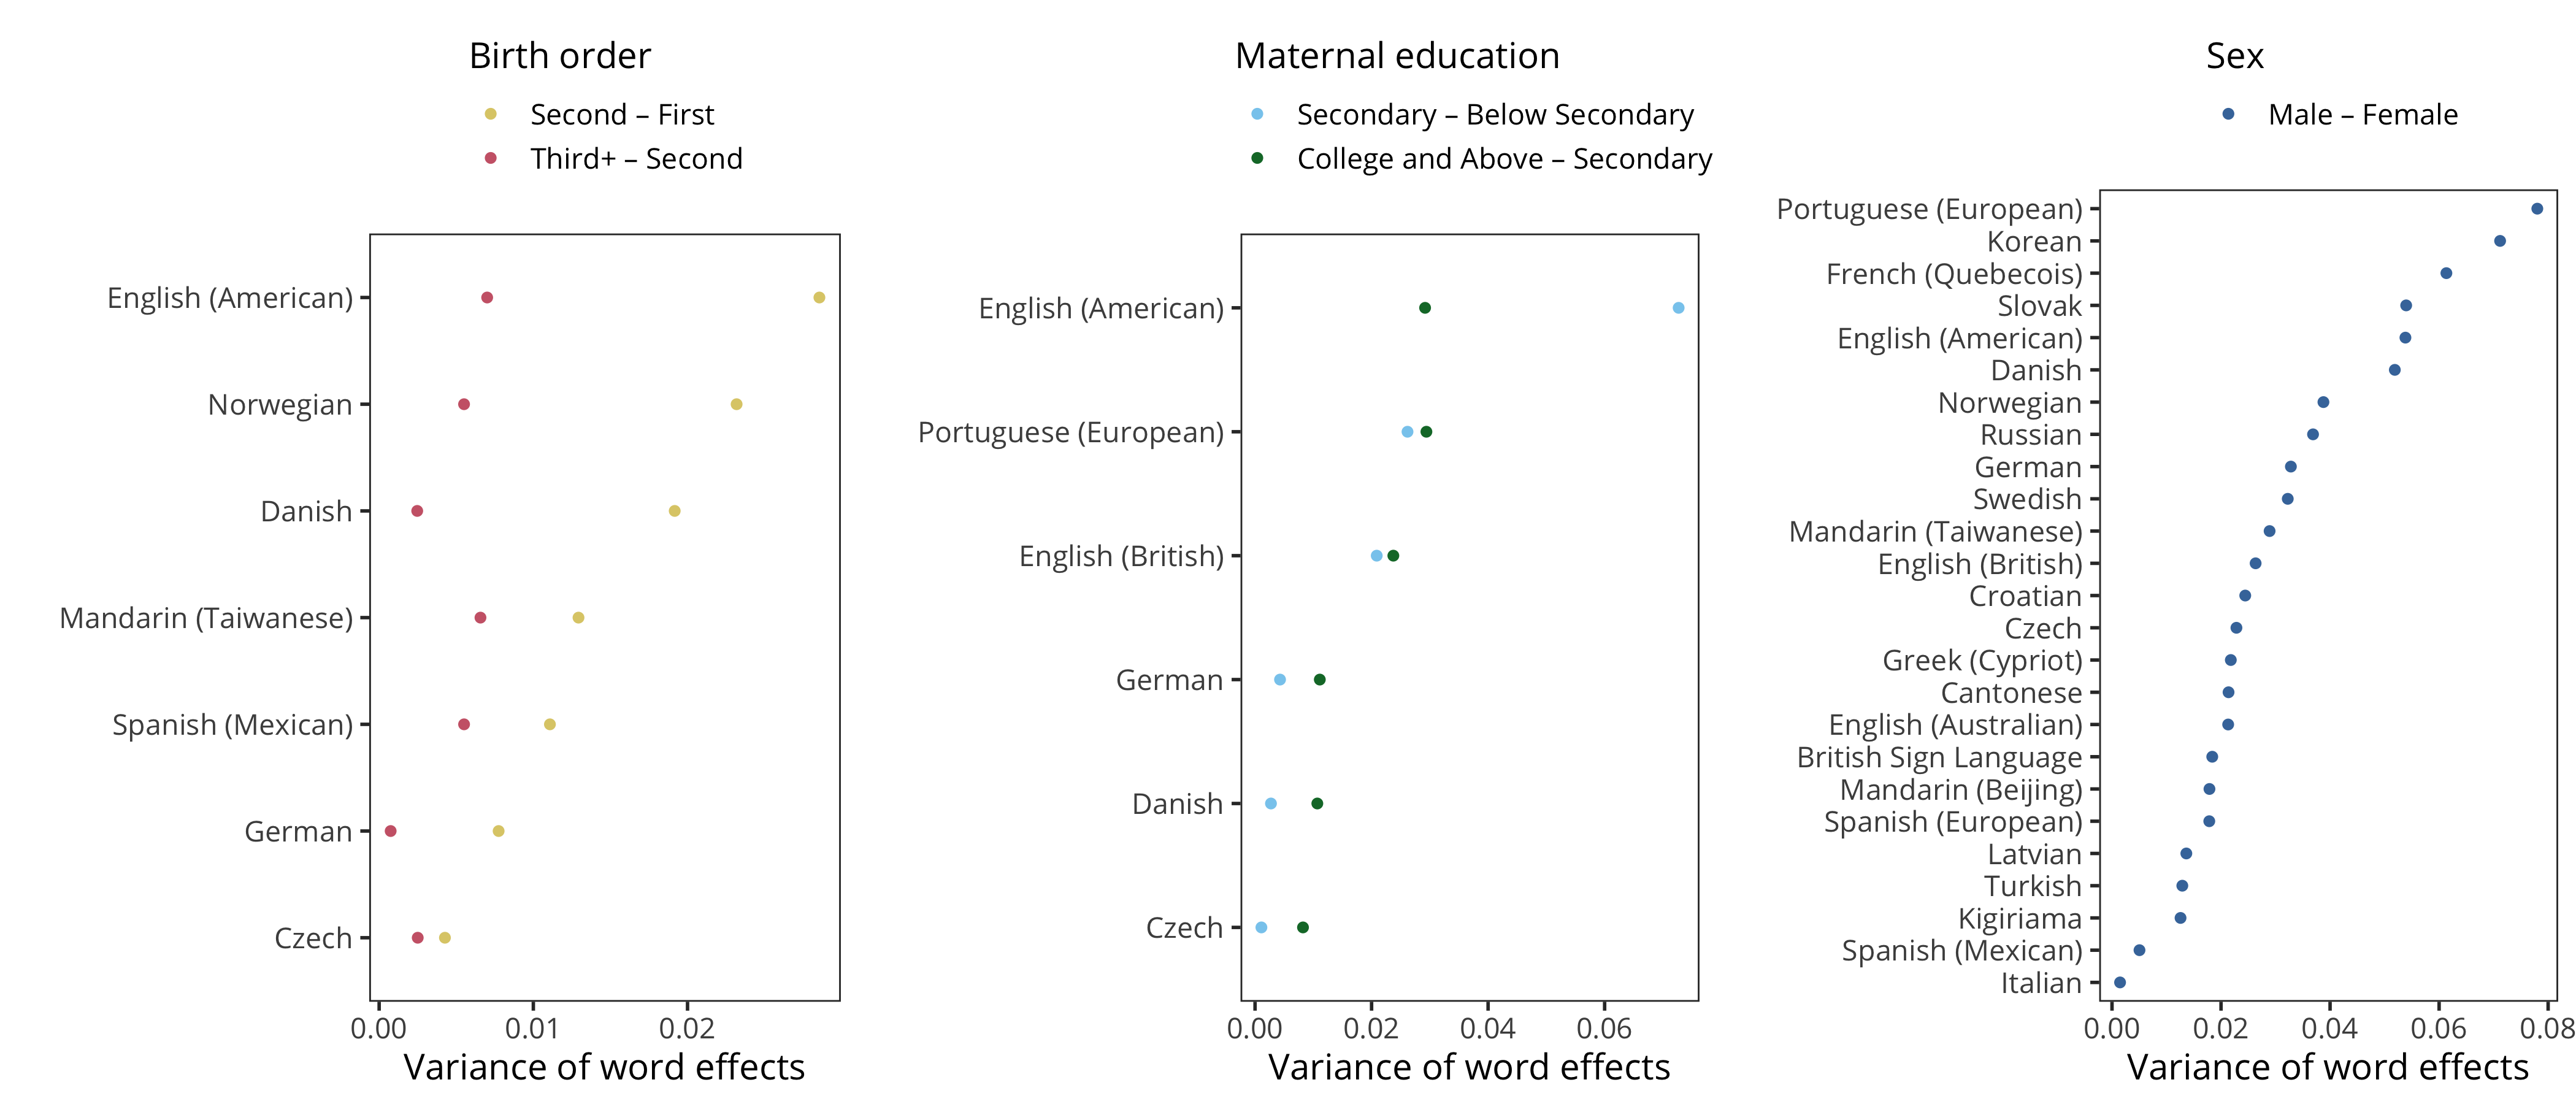 Birth order
Second – First
Third+ – Second
English (American)
Norwegian
Danish
Mandarin (Taiwanese)
Spanish (Mexican)
German
Czech
0.00 0.01 0.02
Variance of word effects
Maternal education
Secondary – Below Secondary
College and Above – Secondary
English (American)
Portuguese (European)
English (British)
German
Danish
Czech
0.00 0.02 0.04 0.06
Variance of word effects
Sex
Male – Female
Portuguese (European)
Korean
French (Quebecois)
Slovak
English (American)
Danish
Norwegian
Russian
German
Swedish
Mandarin (Taiwanese)
English (British)
Croatian
Czech
Greek (Cypriot)
Cantonese
English (Australian)
British Sign Language
Mandarin (Beijing)
Spanish (European)
Latvian
Turkish
Kigiriama
Spanish (Mexican)
Italian
0.00 0.02 0.04 0.06 0.08
Variance of word effects